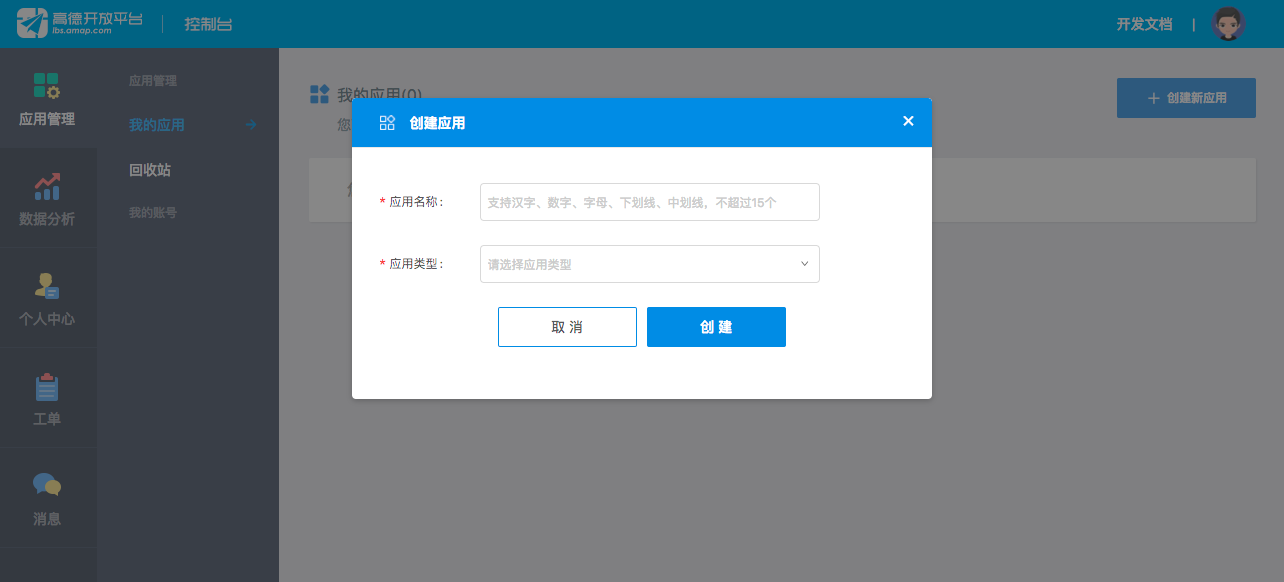 高德开放平台
lbs.amap.com
控制台
开发文档
应用管理
数据分析
个人中心
工单
消息
应用管理
我的应用
回收站
我的账号
我的应用(0)
您
创建新应用
创建应用
* 应用名称：
支持汉字、数字、字母、下划线、中划线，不超过15个
* 应用类型：
请选择应用类型
取 消
创 建